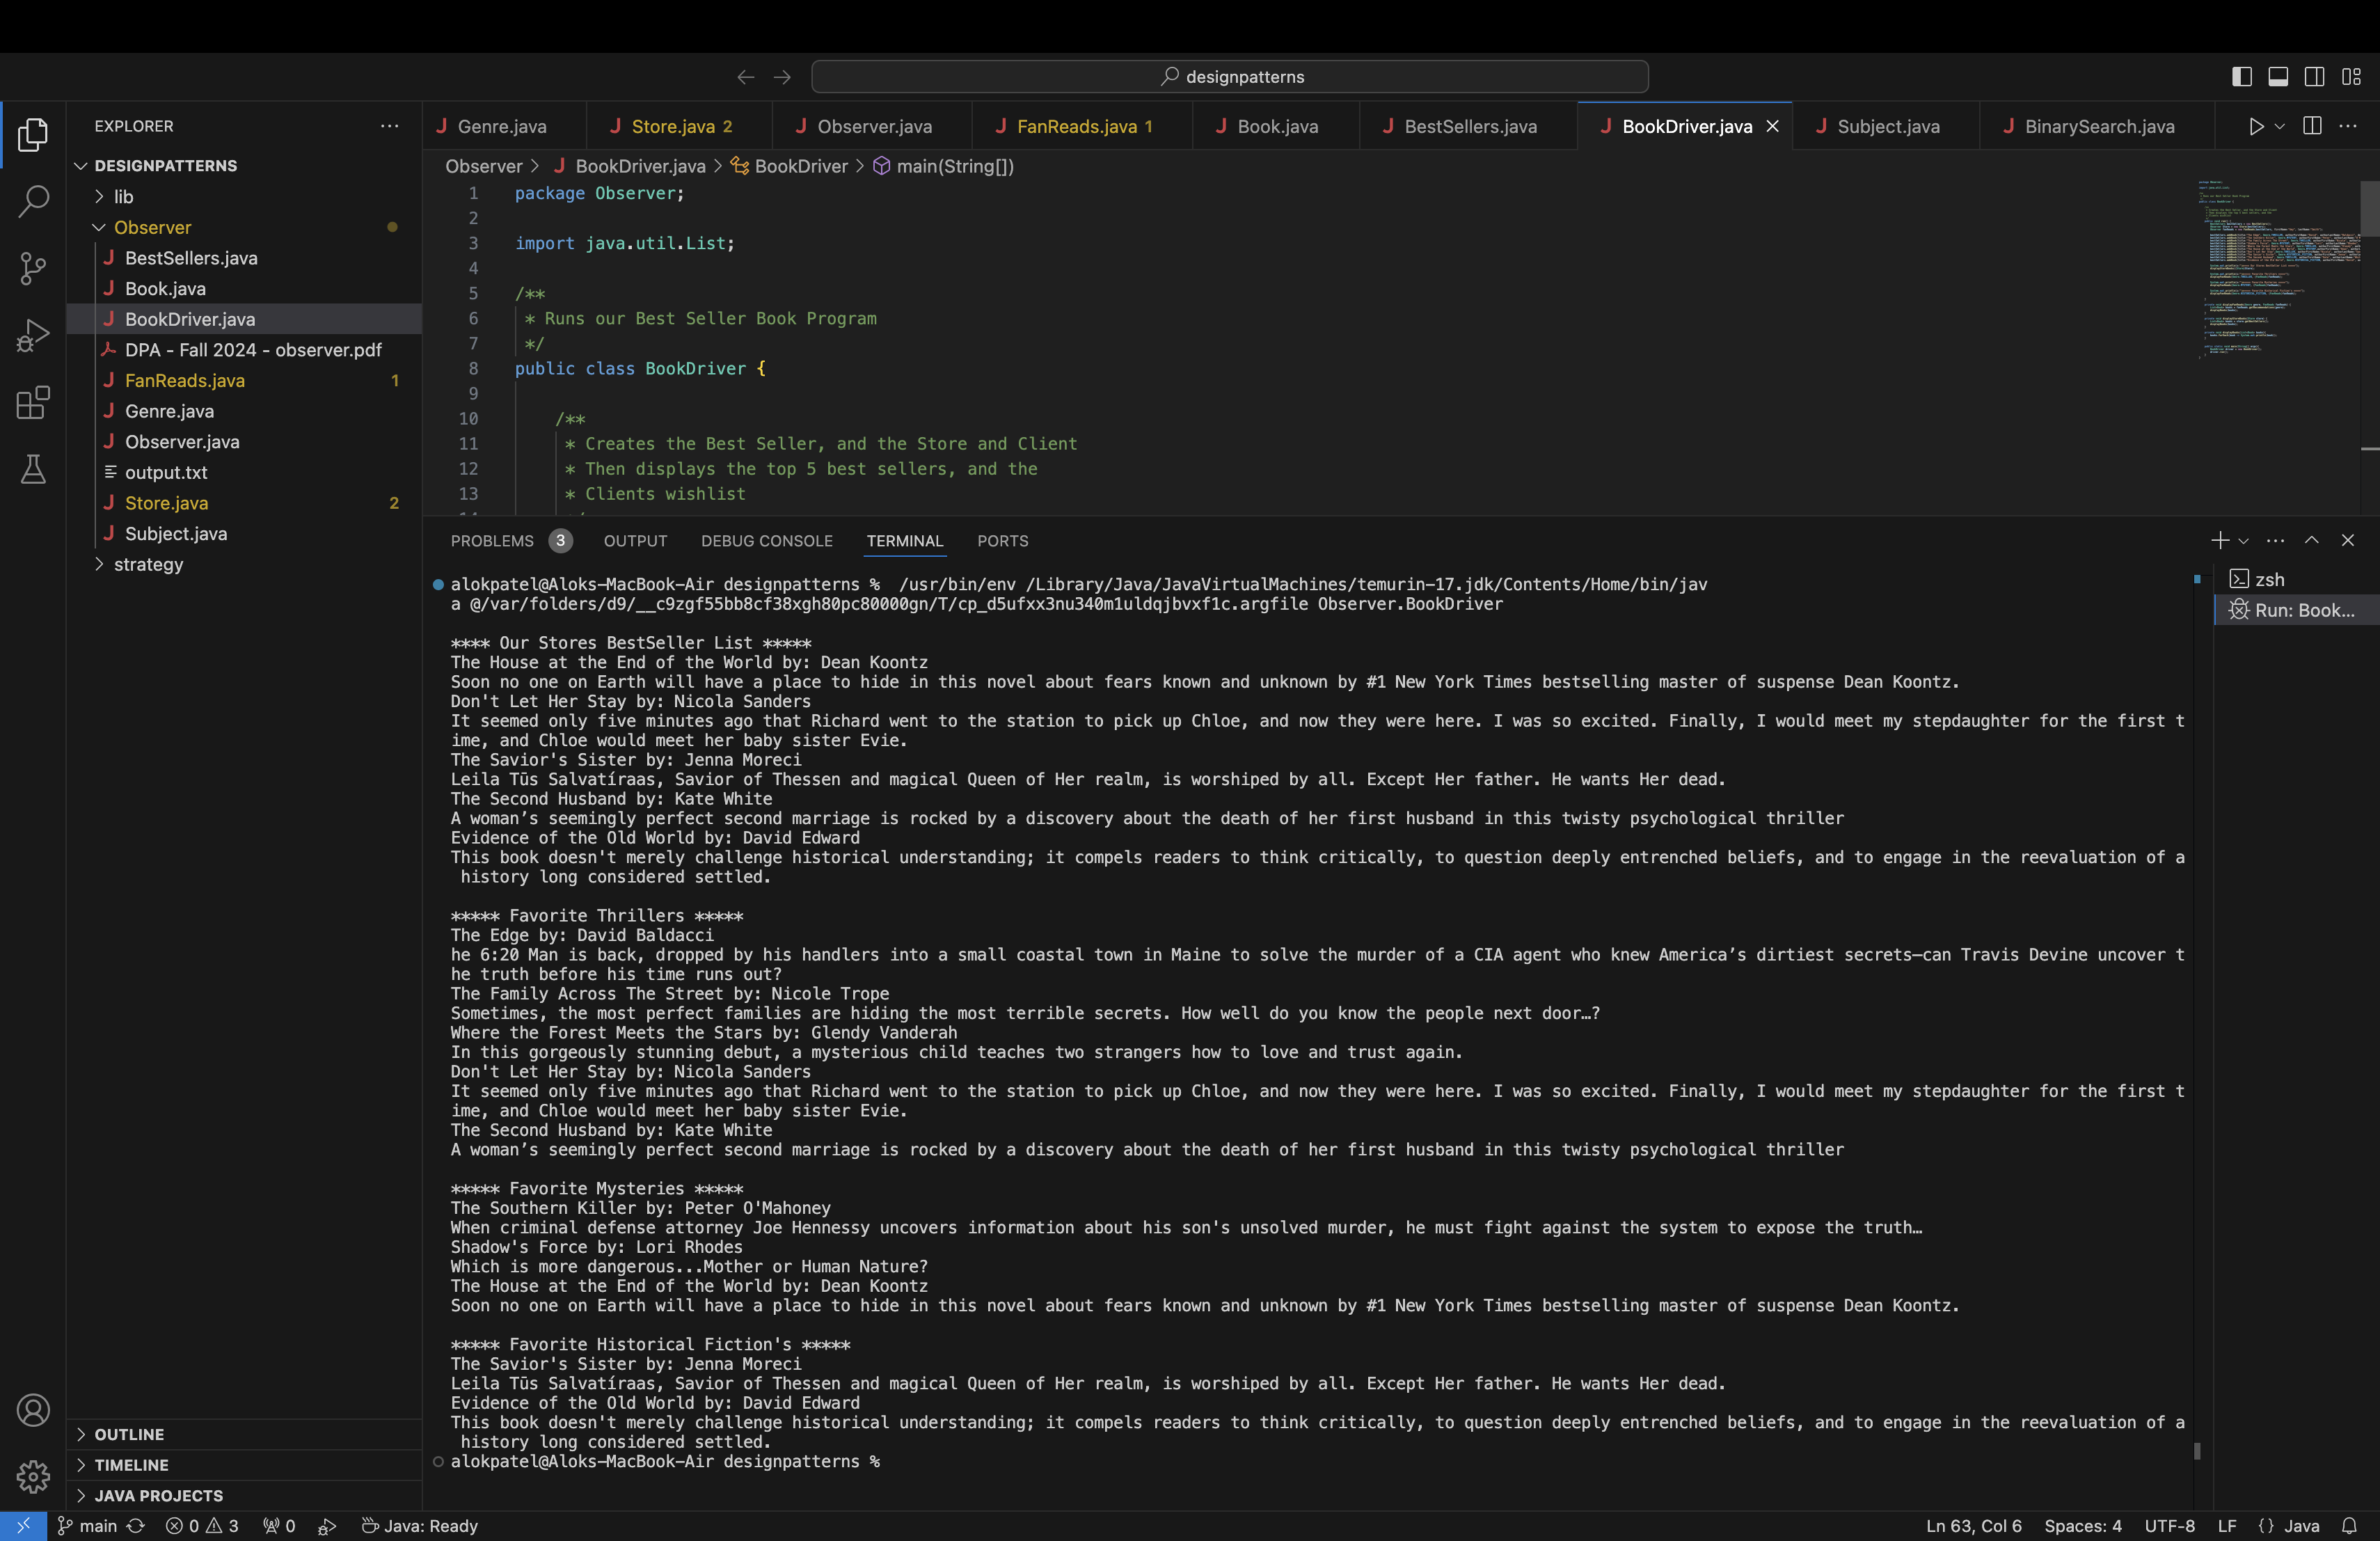 designpatterns
EXPLORER
DESIGNPATTERNS
lib
Observer
BestSellers.java
Book.java
BookDriver.java
DPA - Fall 2024 - observer.pdf
FanReads.java 1
Genre.java
Observer.java
output.txt
Store.java 2
Subject.java
strategy
OUTLINE
TIMELINE
JAVA PROJECTS
Genre.java Store.java 2 Observer.java FanReads.java 1 Book.java BestSellers.java BookDriver.java Subject.java BinarySearch.java
Observer > BookDriver.java > BookDriver > main(String[])
1 package Observer;
2
3 import java.util.List;
4
5 /**
6 * Runs our Best Seller Book Program
7 */
8 public class BookDriver {
9
10 /**
11 * Creates the Best Seller, and the Store and Client
12 * Then displays the top 5 best sellers, and the
13 * Clients wishlist
PROBLEMS 3 OUTPUT DEBUG CONSOLE TERMINAL PORTS
zsh
Run: Book...
alokpatel@Aloks-MacBook-Air designpatterns % /usr/bin/env /Library/Java/JavaVirtualMachines/temurin-17.jdk/Contents/Home/bin/jav
a @/var/folders/d9/__c9zgf55bb8cf38xgh80pc80000gn/T/cp_d5ufxx3nu340m1uldqjbvxf1c.argfile Observer.BookDriver
**** Our Stores BestSeller List *****
The House at the End of the World by: Dean Koontz
Soon no one on Earth will have a place to hide in this novel about fears known and unknown by #1 New York Times bestselling master of suspense Dean Koontz.
Don't Let Her Stay by: Nicola Sanders
It seemed only five minutes ago that Richard went to the station to pick up Chloe, and now they were here. I was so excited. Finally, I would meet my stepdaughter for the first t
ime, and Chloe would meet her baby sister Evie.
The Savior's Sister by: Jenna Moreci
Leila Tūs Salvatíraas, Savior of Thessen and magical Queen of Her realm, is worshiped by all. Except Her father. He wants Her dead.
The Second Husband by: Kate White
A woman’s seemingly perfect second marriage is rocked by a discovery about the death of her first husband in this twisty psychological thriller
Evidence of the Old World by: David Edward
This book doesn't merely challenge historical understanding; it compels readers to think critically, to question deeply entrenched beliefs, and to engage in the reevaluation of a
history long considered settled.
***** Favorite Thrillers *****
The Edge by: David Baldacci
he 6:20 Man is back, dropped by his handlers into a small coastal town in Maine to solve the murder of a CIA agent who knew America’s dirtiest secrets—can Travis Devine uncover t
he truth before his time runs out?
The Family Across The Street by: Nicole Trope
Sometimes, the most perfect families are hiding the most terrible secrets. How well do you know the people next door…?
Where the Forest Meets the Stars by: Glendy Vanderah
In this gorgeously stunning debut, a mysterious child teaches two strangers how to love and trust again.
Don't Let Her Stay by: Nicola Sanders
It seemed only five minutes ago that Richard went to the station to pick up Chloe, and now they were here. I was so excited. Finally, I would meet my stepdaughter for the first t
ime, and Chloe would meet her baby sister Evie.
The Second Husband by: Kate White
A woman’s seemingly perfect second marriage is rocked by a discovery about the death of her first husband in this twisty psychological thriller
***** Favorite Mysteries *****
The Southern Killer by: Peter O'Mahoney
When criminal defense attorney Joe Hennessy uncovers information about his son's unsolved murder, he must fight against the system to expose the truth…
Shadow's Force by: Lori Rhodes
Which is more dangerous...Mother or Human Nature?
The House at the End of the World by: Dean Koontz
Soon no one on Earth will have a place to hide in this novel about fears known and unknown by #1 New York Times bestselling master of suspense Dean Koontz.
***** Favorite Historical Fiction's *****
The Savior's Sister by: Jenna Moreci
Leila Tūs Salvatíraas, Savior of Thessen and magical Queen of Her realm, is worshiped by all. Except Her father. He wants Her dead.
Evidence of the Old World by: David Edward
This book doesn't merely challenge historical understanding; it compels readers to think critically, to question deeply entrenched beliefs, and to engage in the reevaluation of a
history long considered settled.
alokpatel@Aloks-MacBook-Air designpatterns %
main 0 3 0 Java: Ready Ln 63, Col 6 Spaces: 4 UTF-8 LF {} Java